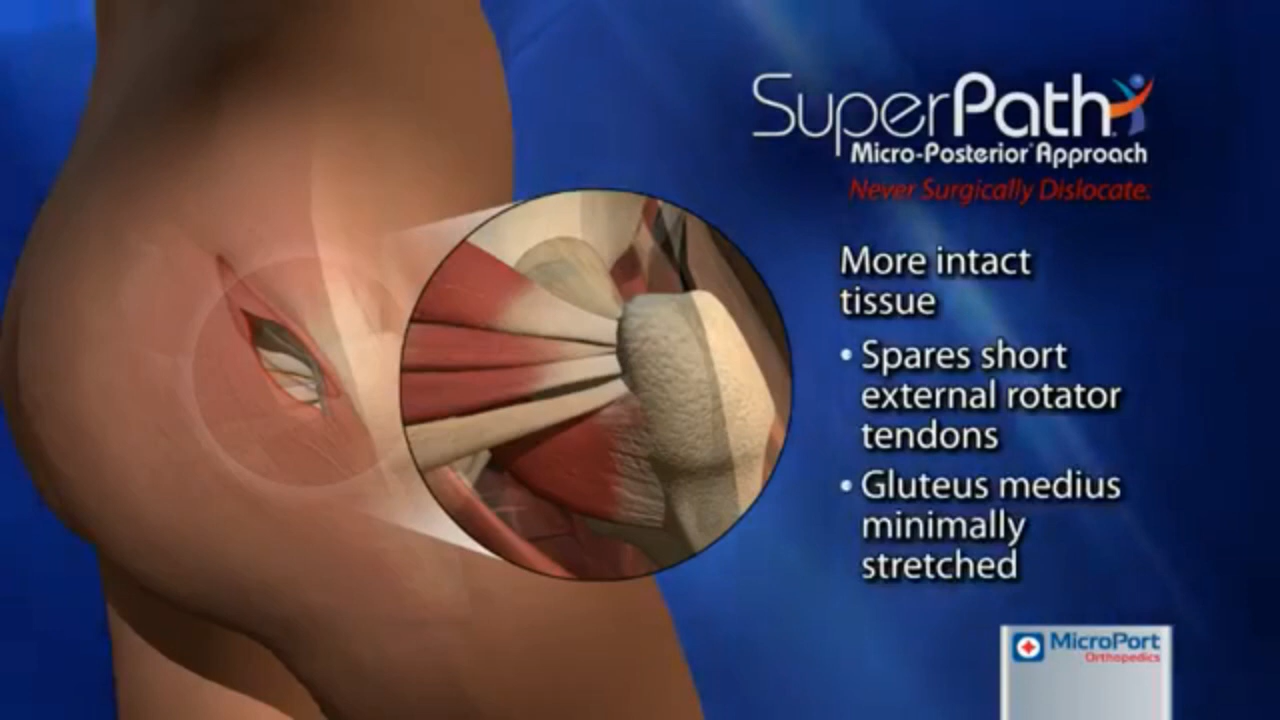 SuperPath
Micro-Posterior Approach
Never Surgically Dislocate.
More intact
tissue
• Spares short
external rotator
tendons
• Gluteus medius
minimally
stretched
MicroPort
Orthopedics